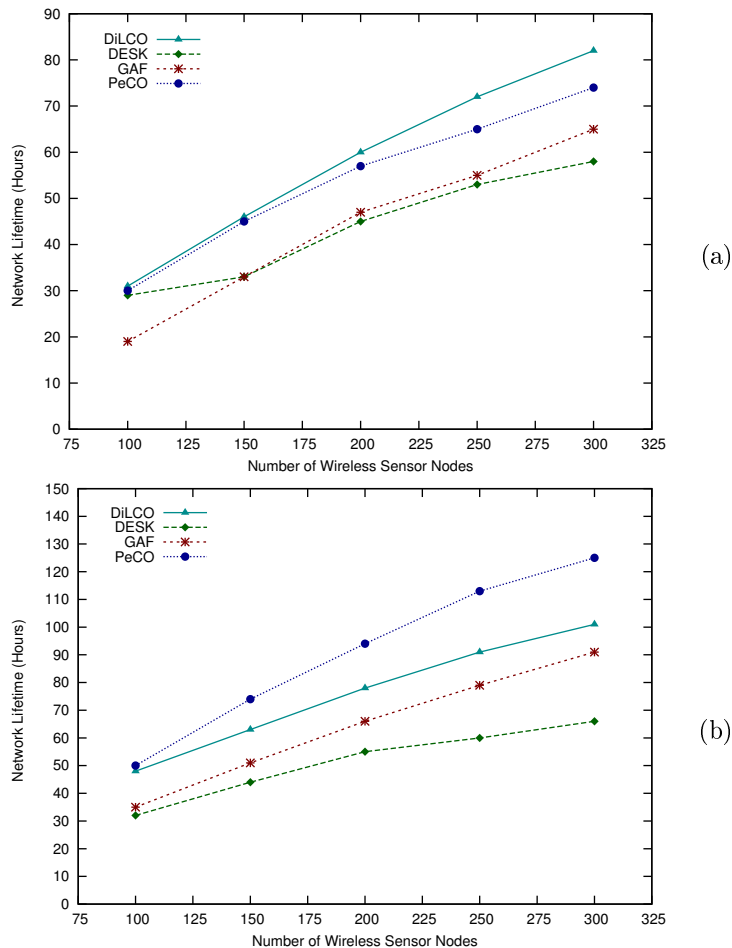 90
80
70
60
50
40
30
20
10
0
DiLCO
DESK
GAF
PeCO
Network Lifetime (Hours)
(a)
75 100 125 150 175 200 225 250 275 300 325
Number of Wireless Sensor Nodes
150
140
130
120
110
100
90
80
70
60
50
40
30
20
10
0
DiLCO
DESK
GAF
PeCO
Network Lifetime (Hours)
(b)
75 100 125 150 175 200 225 250 275 300 325
Number of Wireless Sensor Nodes